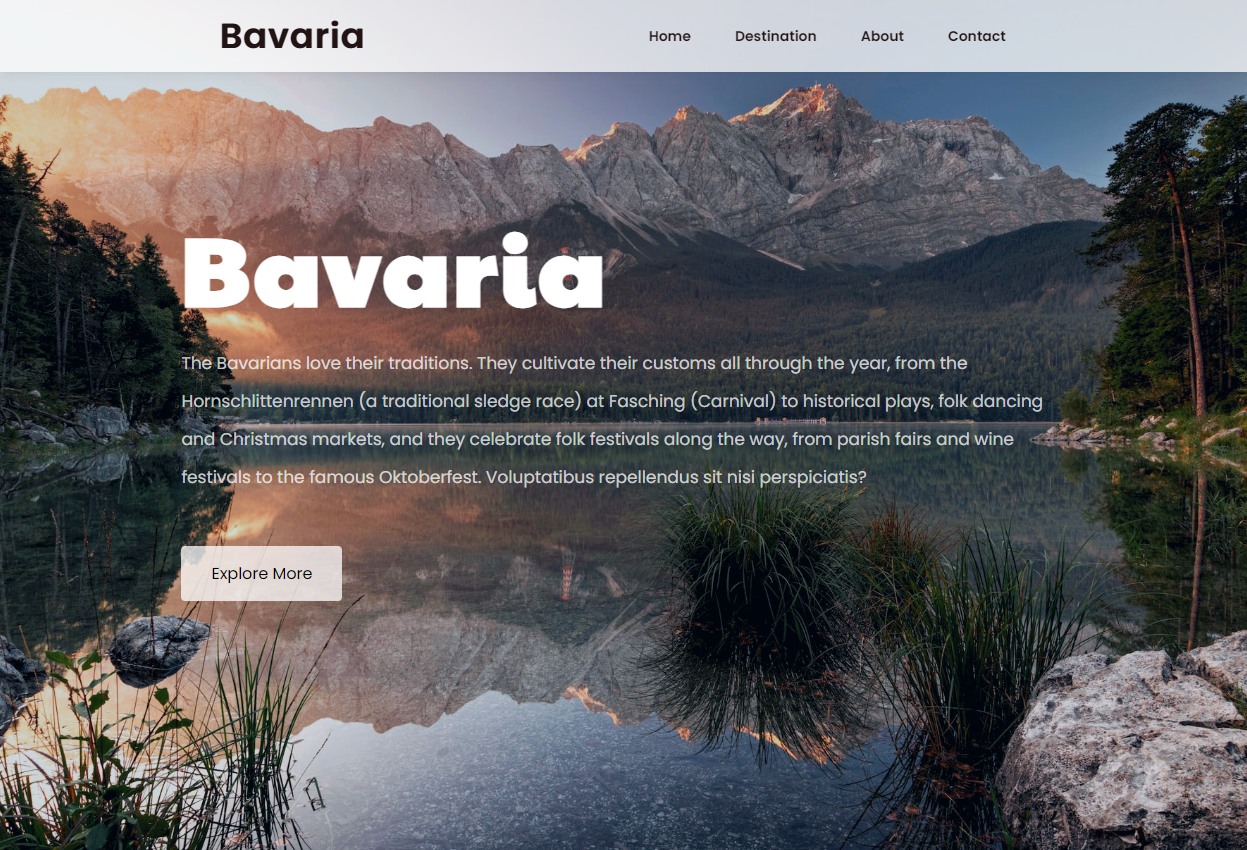 Bavaria
Home Destination About Contact
Bavaria
The Bavarians love their traditions. They cultivate their customs all through the year, from the
Hornschlittenrennen (a traditional sledge race) at Fasching (Carnival) to historical plays, folk dancing
and Christmas markets, and they celebrate folk festivals along the way, from parish fairs and wine
festivals to the famous Oktoberfest. Voluptatibus repellendus sit nisi perspiciatis?
Explore More